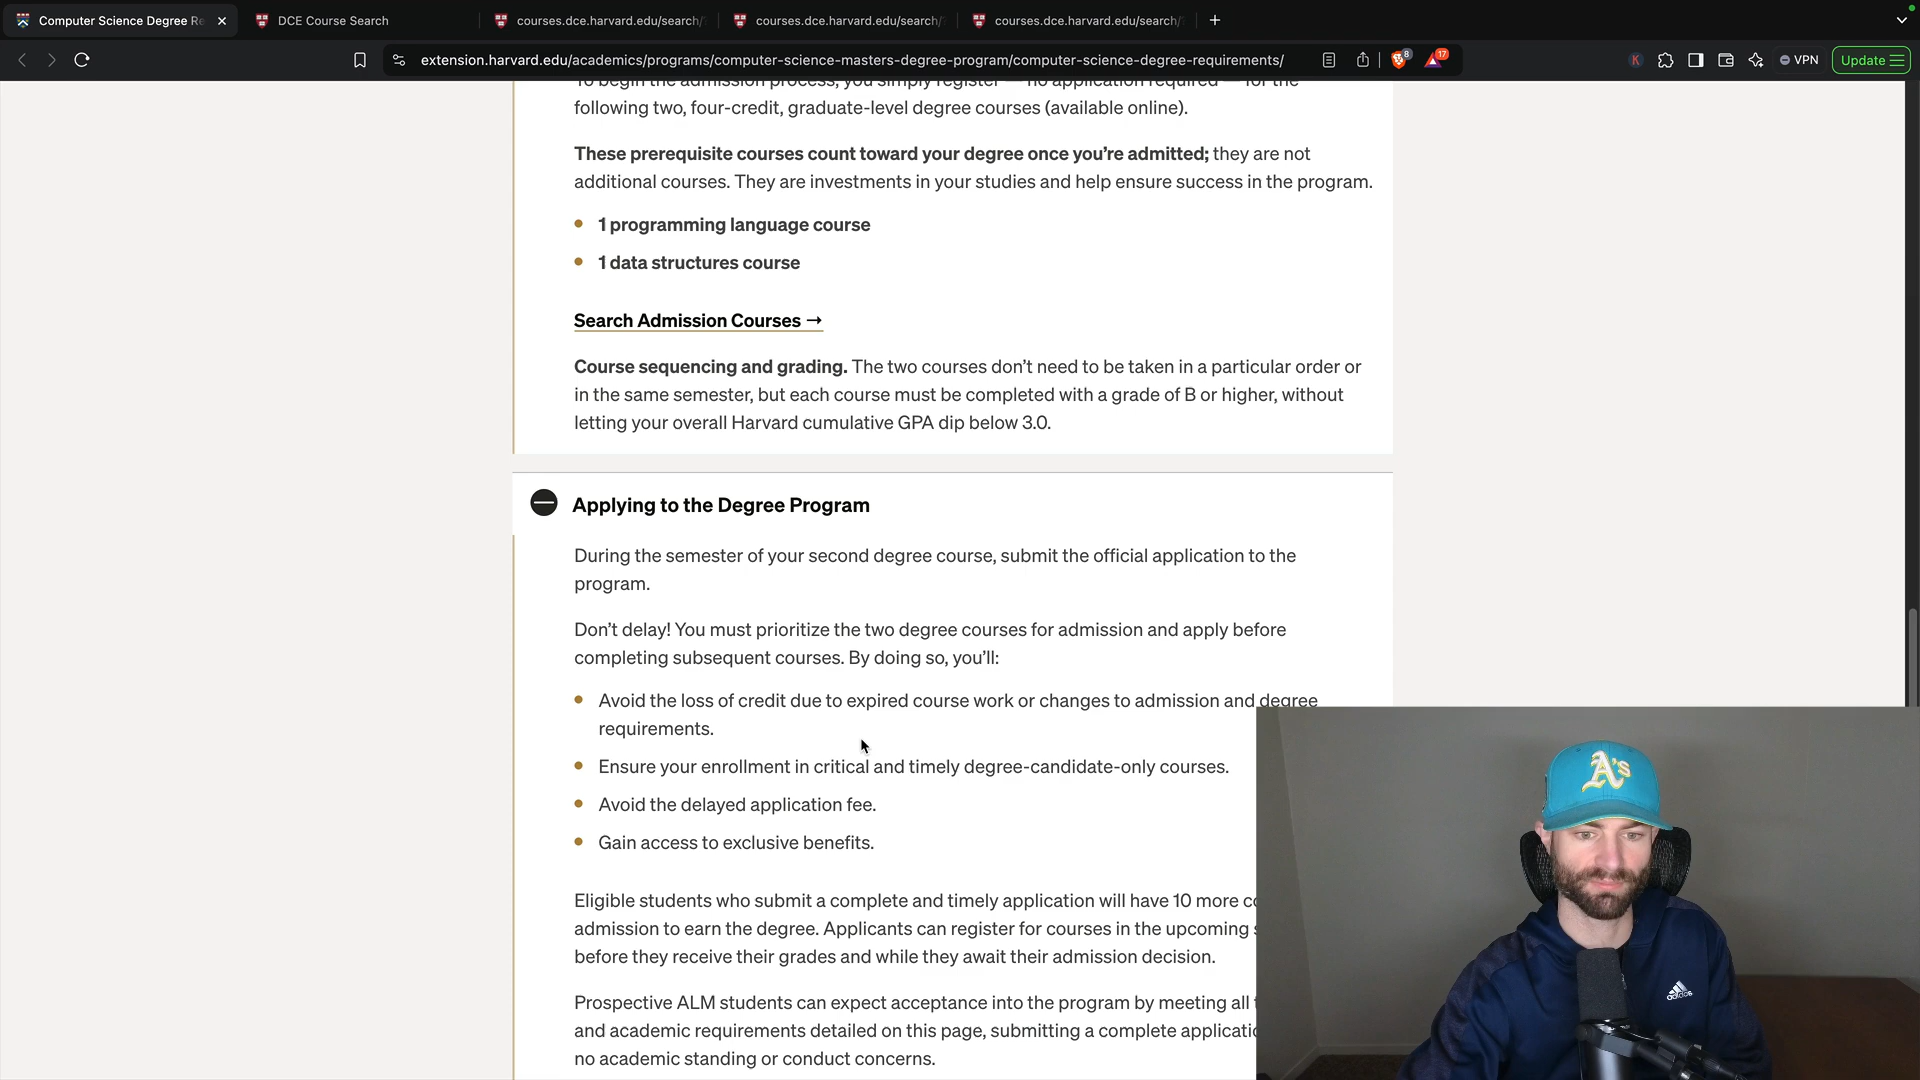 Computer Science Degree Re
DCE Course Search
courses.dce.harvard.edu/search/
courses.dce.harvard.edu/search/
courses.dce.harvard.edu/search/
extension.harvard.edu/academics/programs/computer-science-masters-degree-program/computer-science-degree-requirements/
8
17
K
VPN
Update
To begin the admission process, you simply register — no application required — for the
following two, four-credit, graduate-level degree courses (available online).
These prerequisite courses count toward your degree once you’re admitted; they are not
additional courses. They are investments in your studies and help ensure success in the program.
1 programming language course
1 data structures course
Search Admission Courses →
Course sequencing and grading. The two courses don’t need to be taken in a particular order or
in the same semester, but each course must be completed with a grade of B or higher, without
letting your overall Harvard cumulative GPA dip below 3.0.
Applying to the Degree Program
During the semester of your second degree course, submit the official application to the
program.
Don’t delay! You must prioritize the two degree courses for admission and apply before
completing subsequent courses. By doing so, you’ll:
Avoid the loss of credit due to expired course work or changes to admission and degree
requirements.
Ensure your enrollment in critical and timely degree-candidate-only courses.
Avoid the delayed application fee.
Gain access to exclusive benefits.
Eligible students who submit a complete and timely application will have 10 more
admission to earn the degree. Applicants can register for courses in the upcoming
before they receive their grades and while they await their admission decision.
Prospective ALM students can expect acceptance into the program by meeting all
and academic requirements detailed on this page, submitting a complete
no academic standing or conduct concerns.
A's
adidas